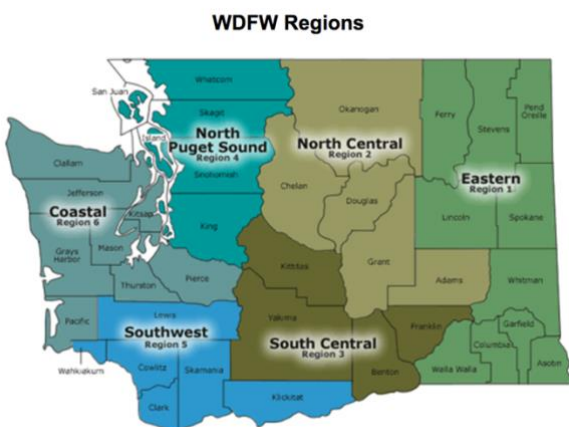 WDFW Regions
Whatcom
San Juan
Skagit
Island
North
Puget Sound
Region 4
Snohomish
King
Okanogan
North Central
Region 2
Chelan
Douglas
Grant
Adams
Ferry
Stevens
Pend
Oreille
Eastern
Region 1
Lincoln
Spokane
Whitman
Garfield
Columbia
Walla Walla
Asotin
Clallam
Jefferson
Coastal
Region 6
Kitsap
Grays
Harbor
Mason
Thurston
Pierce
Pacific
Kittitas
Yakima
South Central
Region 3
Franklin
Benton
Lewis
Southwest
Region 5
Wahkiakum
Cowlitz
Skamania
Clark
Klickitat